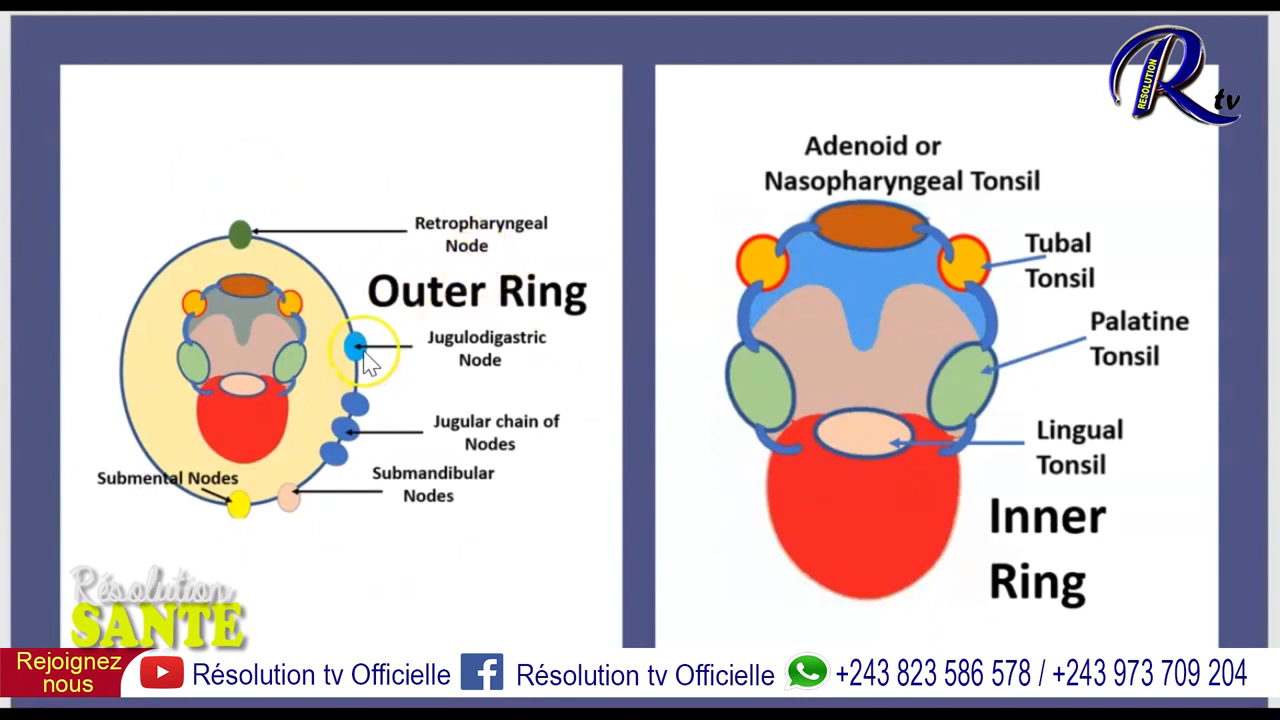 RESOLUTION
R
tv
Retropharyngeal
Node
Outer Ring
Jugulodigastric
Node
Jugular chain of
Nodes
Submental Nodes
Submandibular
Nodes
Adenoid or
Nasopharyngeal Tonsil
Tubal
Tonsil
Palatine
Tonsil
Lingual
Tonsil
Inner
Ring
Résolution
SANTE
Rejoignez
nous
Résolution tv Officielle
Résolution tv Officielle
+243 823 586 578 / +243 973 709 204